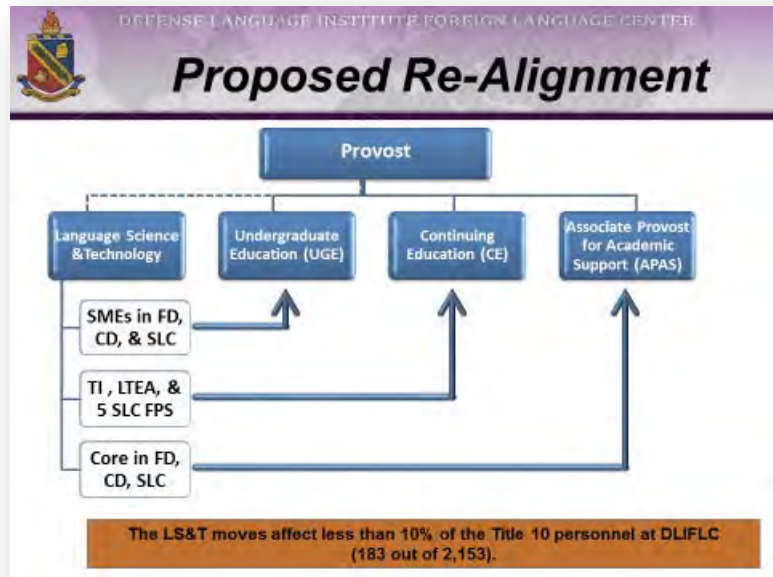 DEFENSE LANGUAGE INSTITUTE FOREIGN LANGUAGE CENTER
Proposed Re-Alignment
Provost
Language Science
&Technology
Undergraduate
Education (UGE)
Continuing
Education (CE)
Associate Provost
for Academic
Support (APAS)
SMEs in FD,
CD, & SLC
TI , LTEA, &
5 SLC FPS
Core in FD,
CD, SLC
The LS&T moves affect less than 10% of the Title 10 personnel at DLIFLC
(183 out of 2,153).